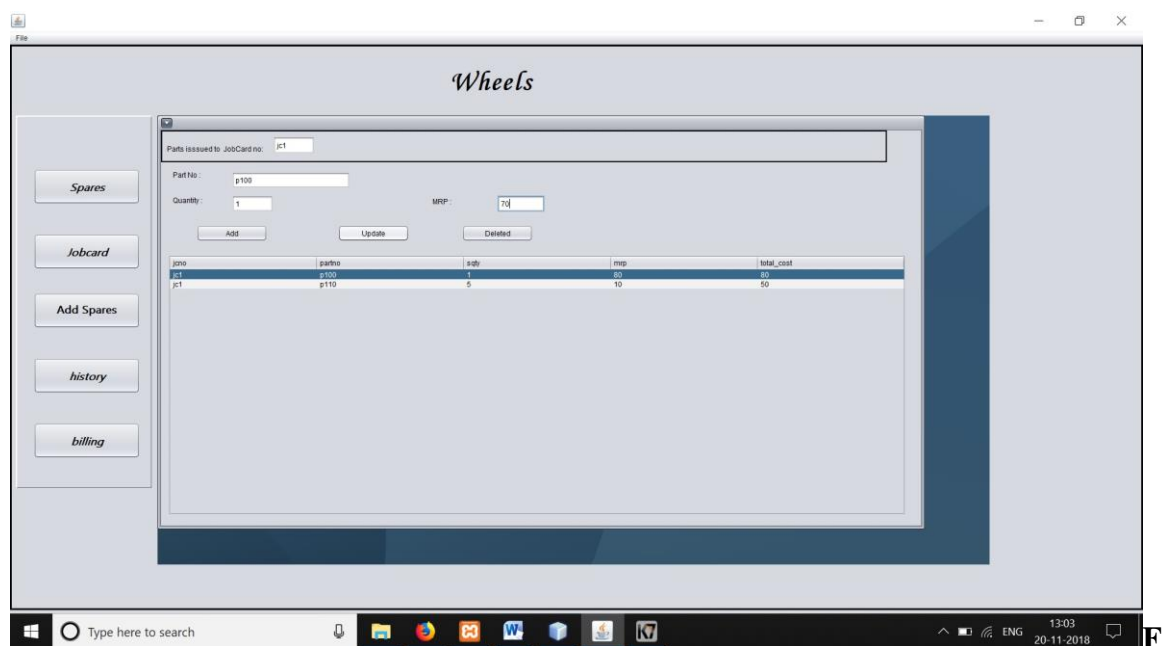 File
Wheels
Parts isssued to JobCard no: jc1
Part No : p100
Quantity : 1 MRP : 70
Add Update Deleted
jcno partno sqty mrp total_cost
jc1 p100 1 80 80
jc1 p110 5 10 50
Spares
Jobcard
Add Spares
history
billing
Type here to search
ENG 13:03
20-11-2018
F